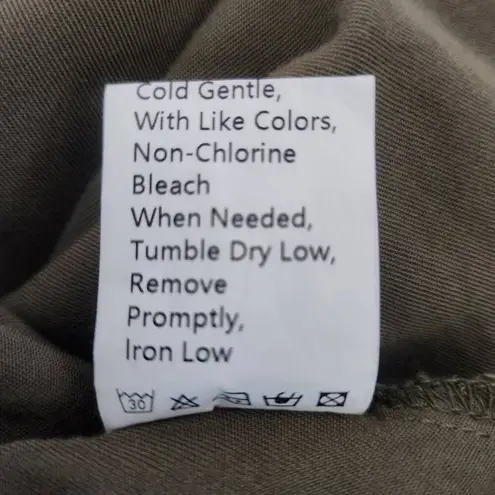 Cold Gentle,
With Like Colors,
Non-Chlorine
Bleach
When Needed,
Tumble Dry Low,
Remove
Promptly,
Iron Low
30